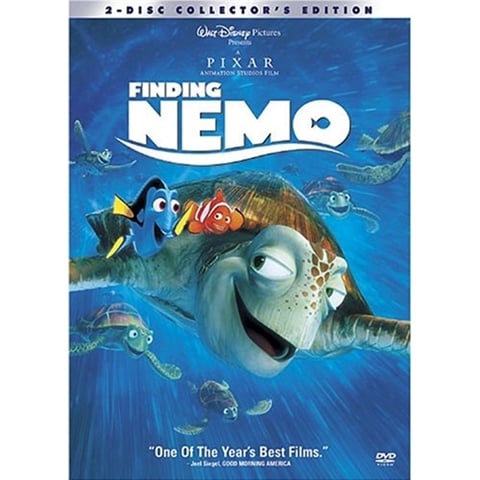 2-DISC COLLECTOR'S EDITION
WALT DISNEY Pictures
Presents
A
PIXAR
ANIMATION STUDIOS FILM
FINDING
NEMO
"One Of The Year's Best Films."
– Joel Siegel, GOOD MORNING AMERICA
DVD
VIDEO